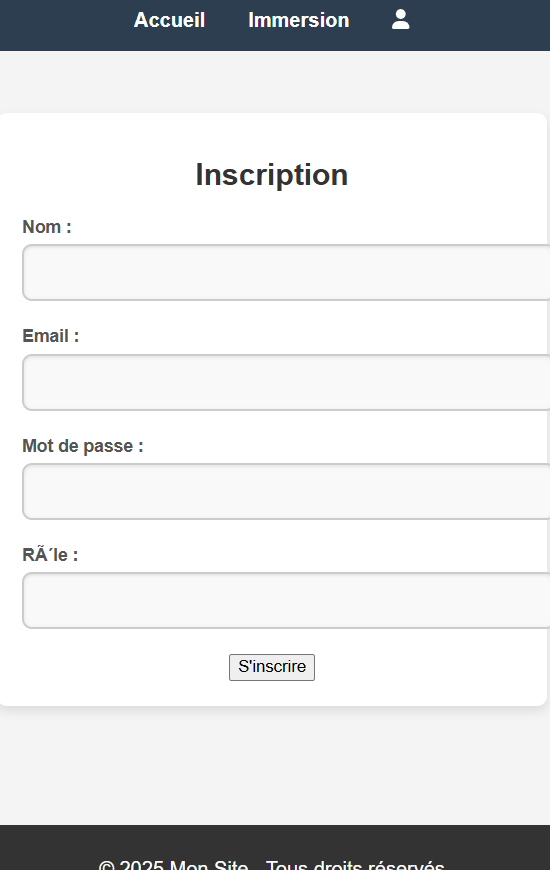 Accueil Immersion
Inscription
Nom :
Email :
Mot de passe :
RÃ´le :
S'inscrire
© 2025 Mon Site - Tous droits réservés